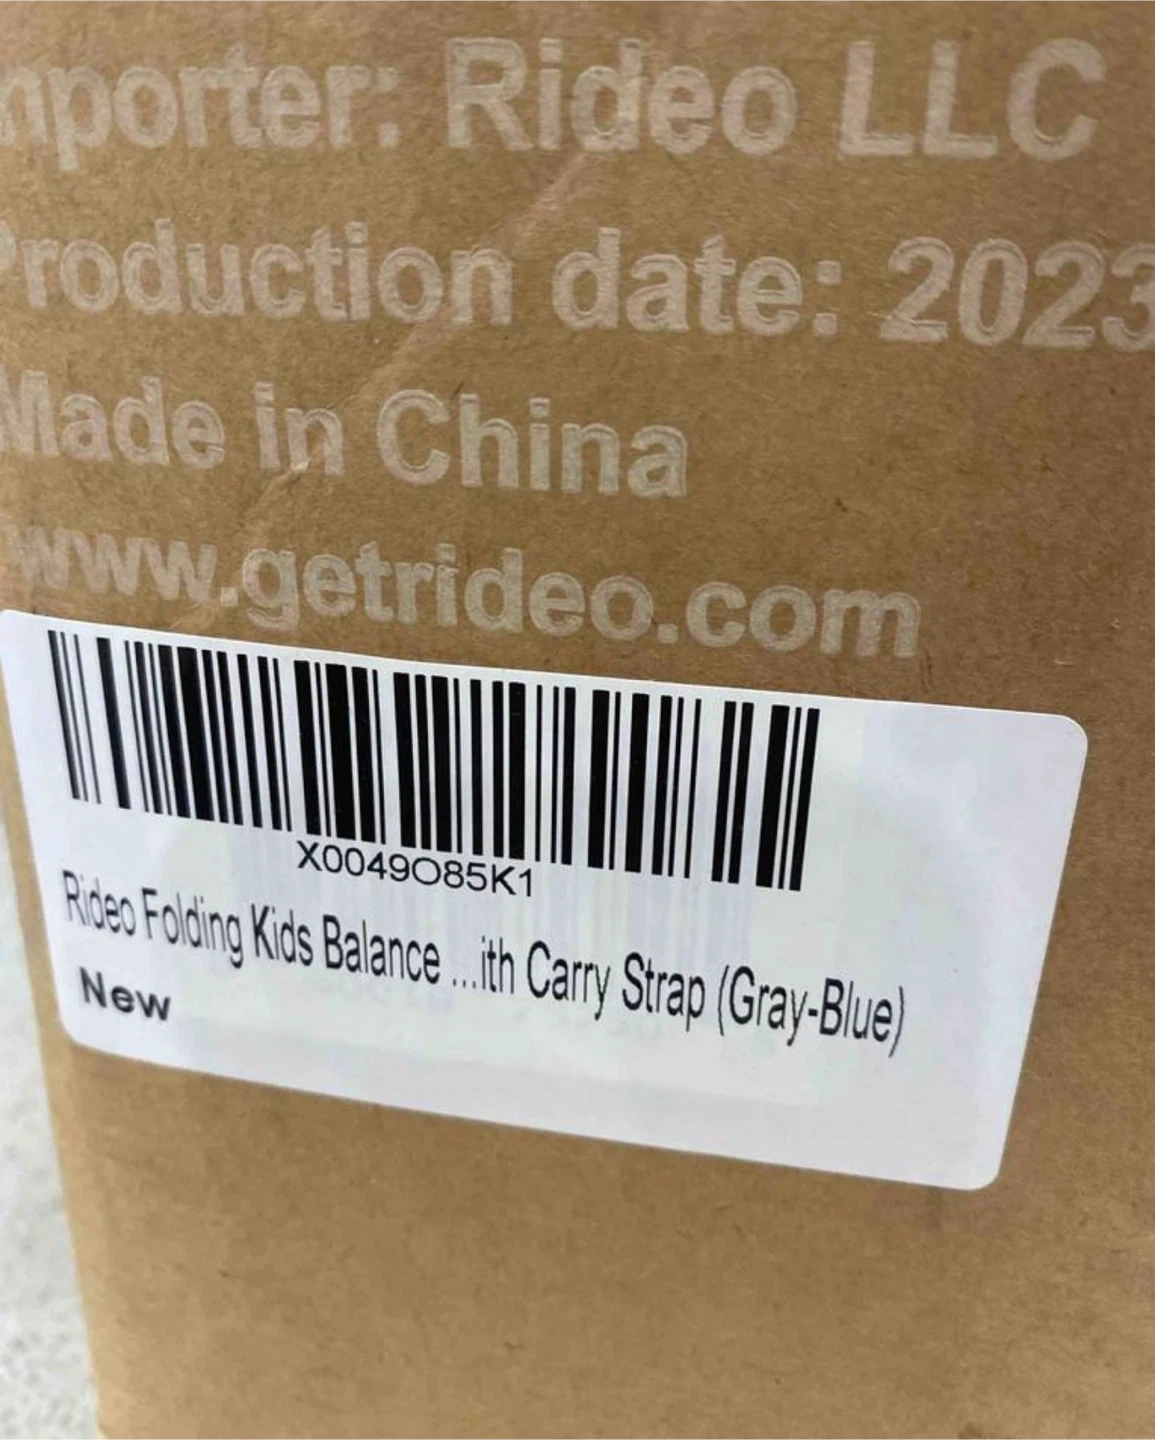 mporter: Rideo LLC
Production date: 2023
Made in China
www.getrideo.com
X0049O85K1
Rideo Folding Kids Balance ...ith Carry Strap (Gray-Blue)
New